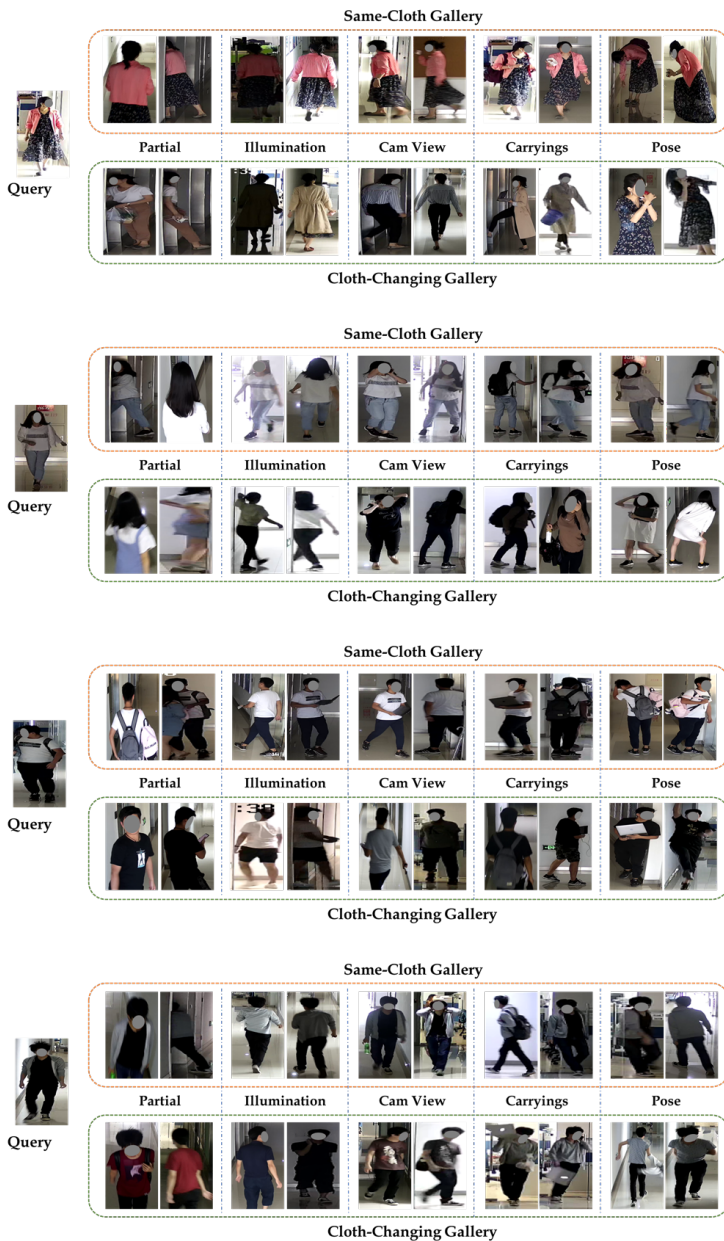 Same-Cloth Gallery
Partial Illumination Cam View Carryings Pose
Query
Cloth-Changing Gallery
Same-Cloth Gallery
Partial Illumination Cam View Carryings Pose
Query
Cloth-Changing Gallery
Same-Cloth Gallery
Partial Illumination Cam View Carryings Pose
Query
Cloth-Changing Gallery
Same-Cloth Gallery
Partial Illumination Cam View Carryings Pose
Query
Cloth-Changing Gallery